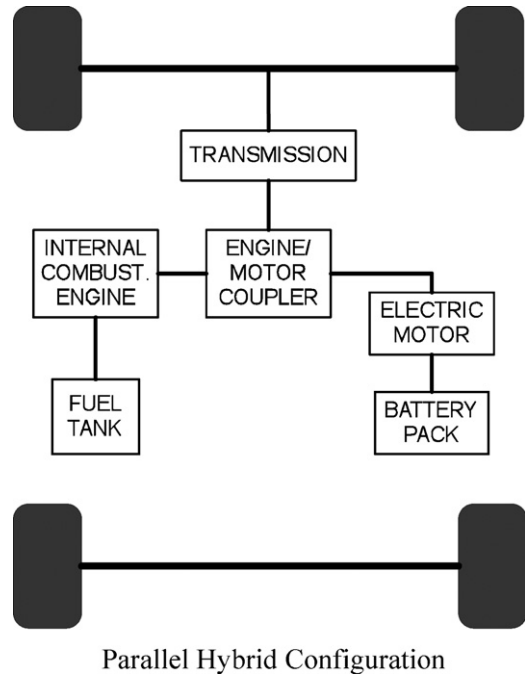 TRANSMISSION
INTERNAL
COMBUST.
ENGINE
ENGINE/
MOTOR
COUPLER
ELECTRIC
MOTOR
FUEL
TANK
BATTERY
PACK
Parallel Hybrid Configuration